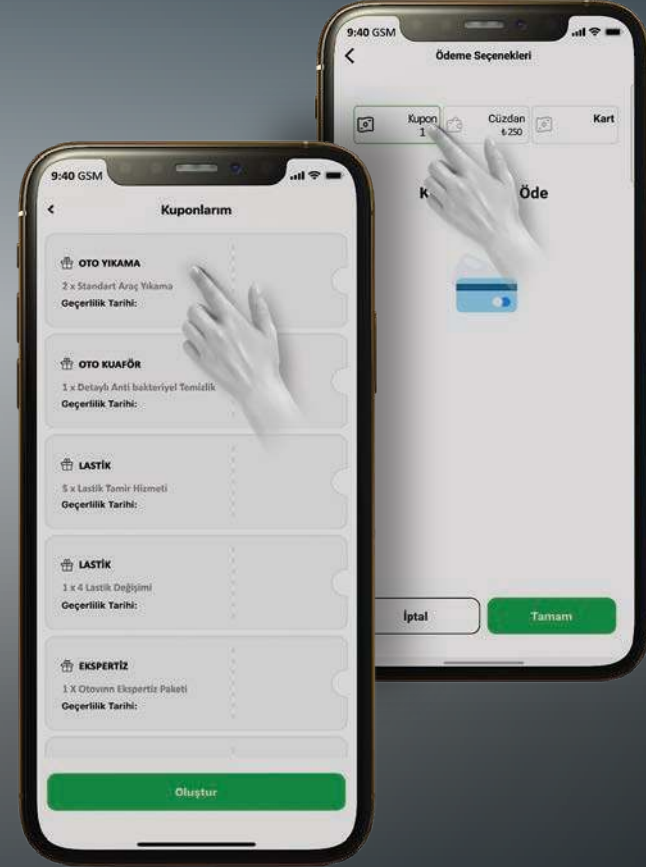 9:40 GSM
Ödeme Seçenekleri
Kupon
1
Cüzdan
₺250
Kart
Öde
İptal
Tamam
9:40 GSM
Kuponlarım
OTO YIKAMA
2 x Standart Araç Yıkama
Geçerlilik Tarihi:
OTO KUAFÖR
1 x Detaylı Anti bakteriyel Temizlik
Geçerlilik Tarihi:
LASTİK
5 x Lastik Tamir Hizmeti
Geçerlilik Tarihi:
LASTİK
1 x 4 Lastik Değişimi
Geçerlilik Tarihi:
EKSPERTİZ
1 X Otovinn Ekspertiz Paketi
Geçerlilik Tarihi:
Oluştur